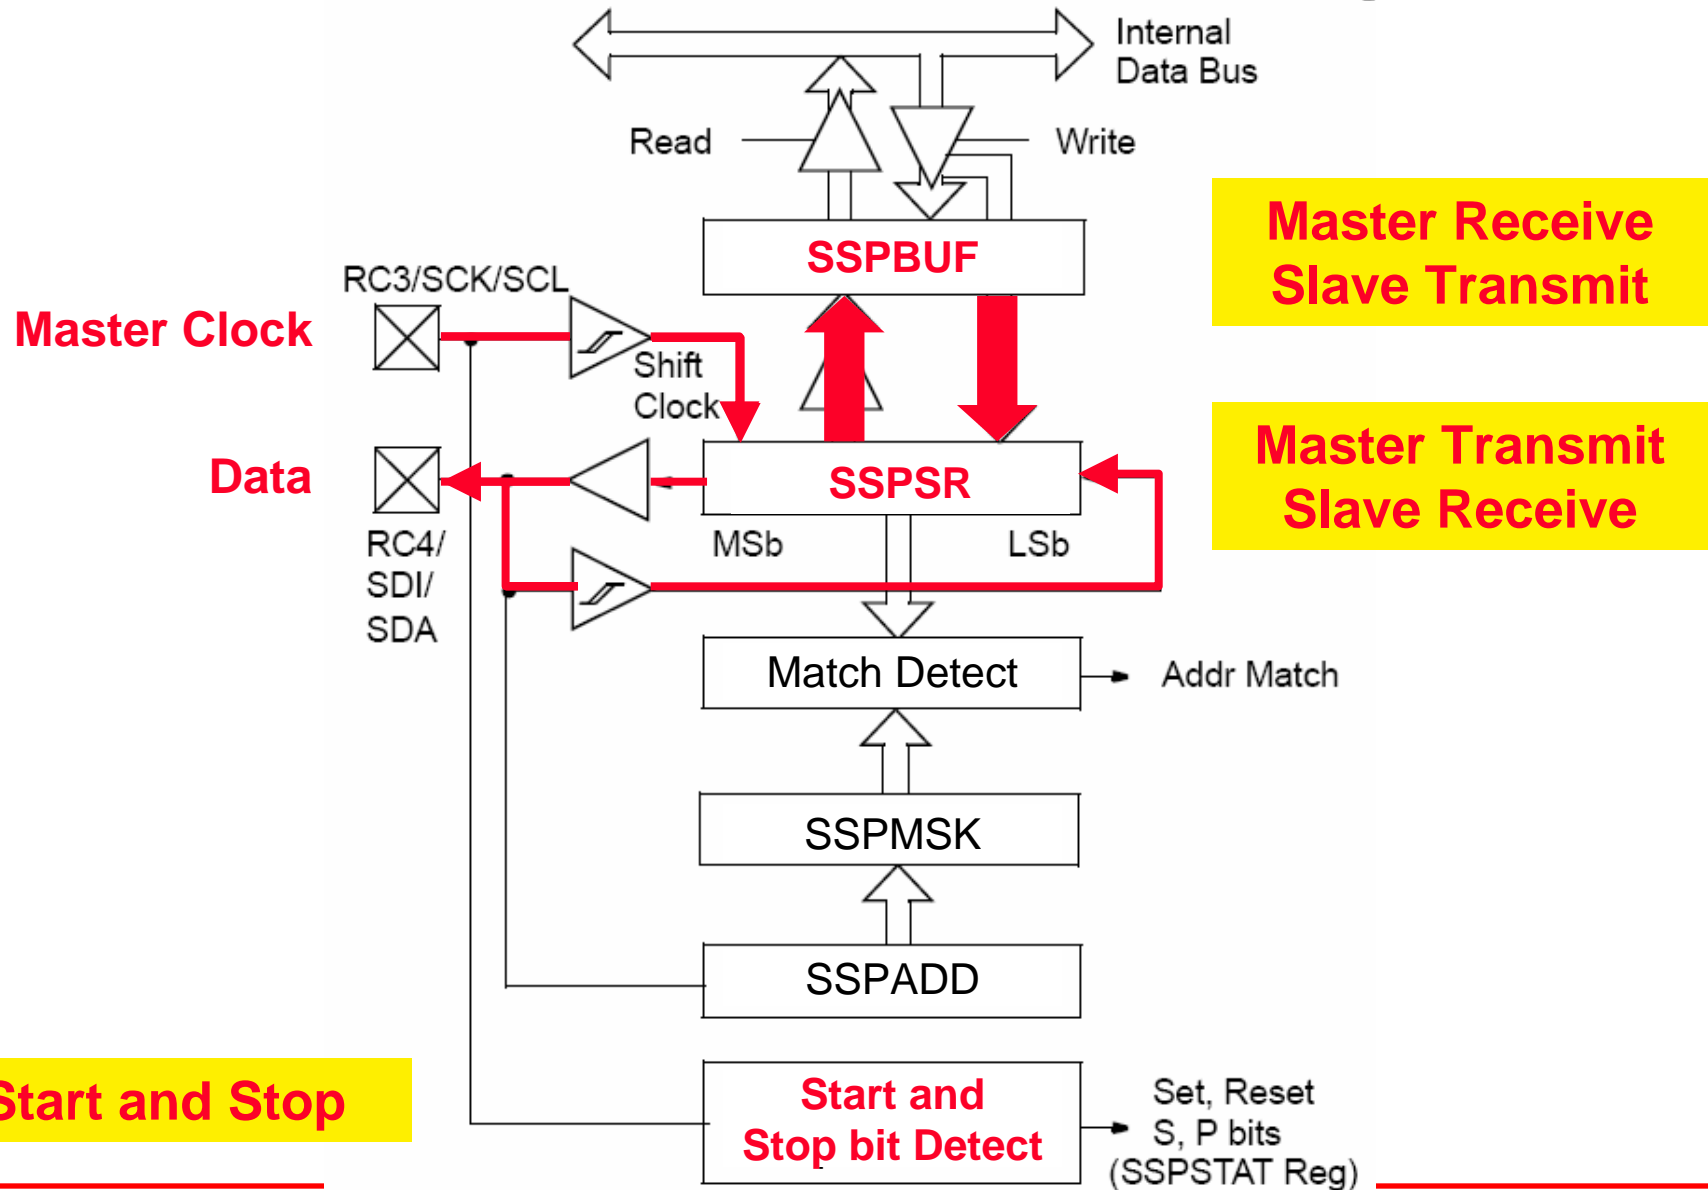 Internal
Data Bus
Read
Write
Master Receive
Slave Transmit
SSPBUF
RC3/SCK/SCL
Master Clock
Shift
Clock
Master Transmit
Slave Receive
Data
SSPSR
RC4/
SDI/
SDA
MSb
LSb
Match Detect
Addr Match
SSPMSK
SSPADD
Start and Stop
Start and
Stop bit Detect
Set, Reset
S, P bits
(SSPSTAT Reg)